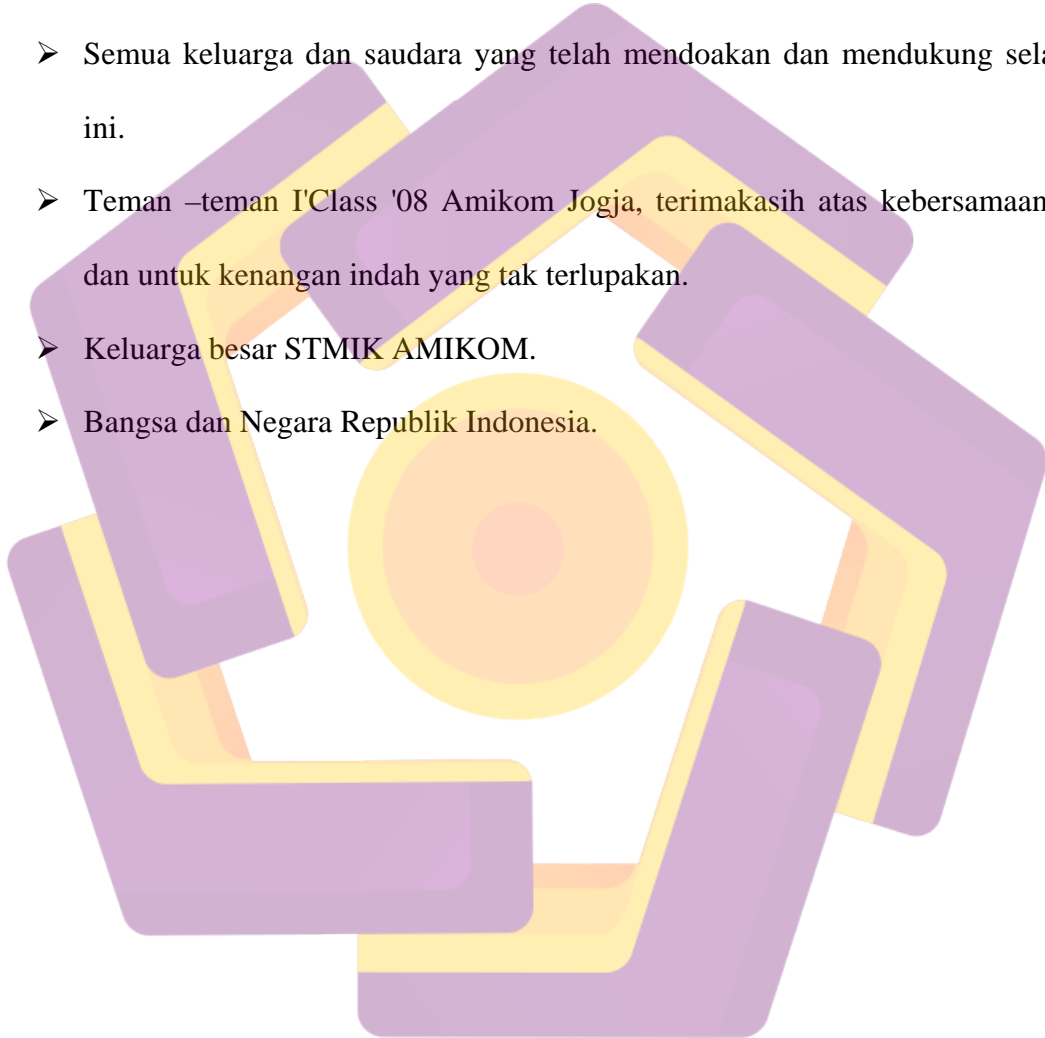 ➢ Semua keluarga dan saudara yang telah mendoakan dan mendukung sela
ini.
➢ Teman –teman I'Class '08 Amikom Jogja, terimakasih atas kebersamaan
dan untuk kenangan indah yang tak terlupakan.
➢ Keluarga besar STMIK AMIKOM.
➢ Bangsa dan Negara Republik Indonesia.